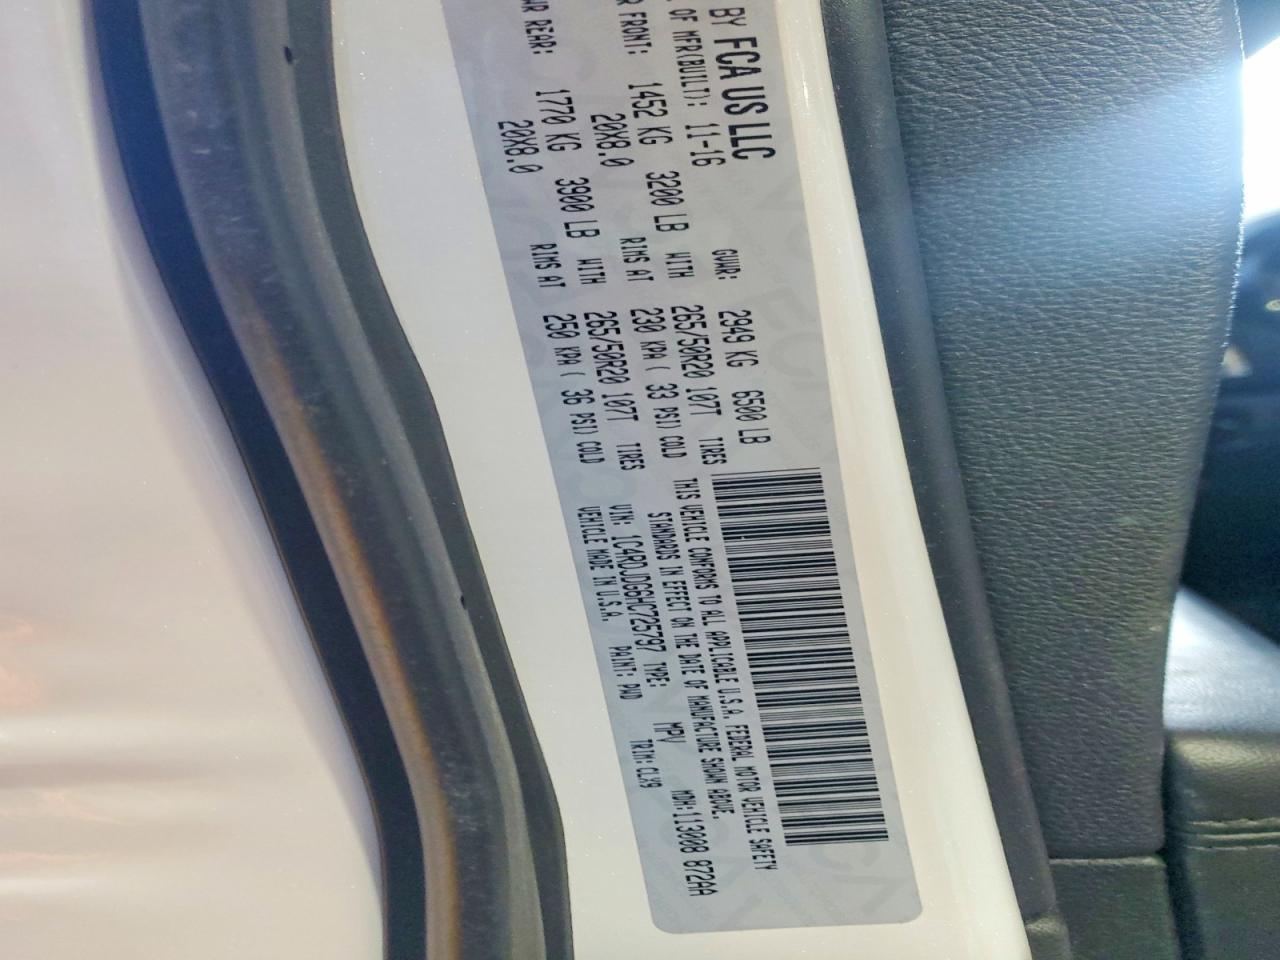 BY FCA US LLC
OF MFR(BUILT): 11-16 GVWR: 2949 KG 6500 LB
FRONT: 1452 KG 3200 LB WITH 265/50R20 107T TIRES
20X8.0 RIMS AT 230 KPA ( 33 PSI) COLD
REAR: 1770 KG 3900 LB WITH 265/50R20 107T TIRES
20X8.0 RIMS AT 250 KPA ( 36 PSI) COLD
THIS VEHICLE CONFORMS TO ALL APPLICABLE U.S.A. FEDERAL MOTOR VEHICLE SAFETY
STANDARDS IN EFFECT ON THE DATE OF MANUFACTURE SHOWN ABOVE.
VIN: 1C4RDJDG6HC725797 TYPE: MPV MDH:113008 872AA
VEHICLE MADE IN U.S.A. PAINT: PWD TRIM: CLX9